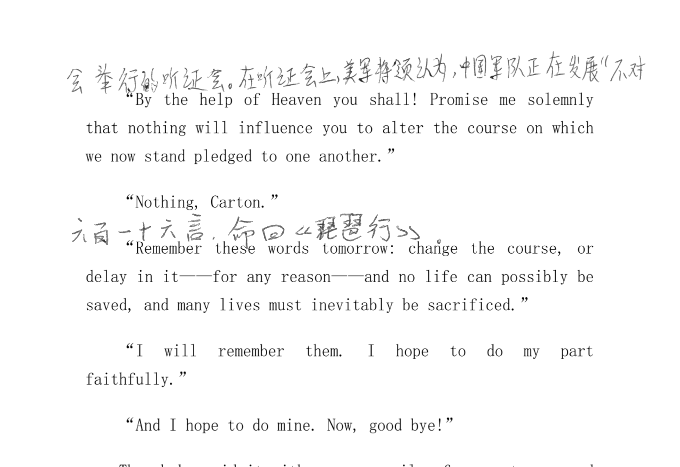 会举行的听证会。在听证会上,美军将领认为,中国军队正在发展“不对
“By the help of Heaven you shall! Promise me solemnly
that nothing will influence you to alter the course on which
we now stand pledged to one another.”
“Nothing, Carton.”
六百一十六言,命曰《琵琶行》。
“Remember these words tomorrow: change the course, or
delay in it——for any reason——and no life can possibly be
saved, and many lives must inevitably be sacrificed.”
“I will remember them. I hope to do my part
faithfully.”
“And I hope to do mine. Now, good bye!”